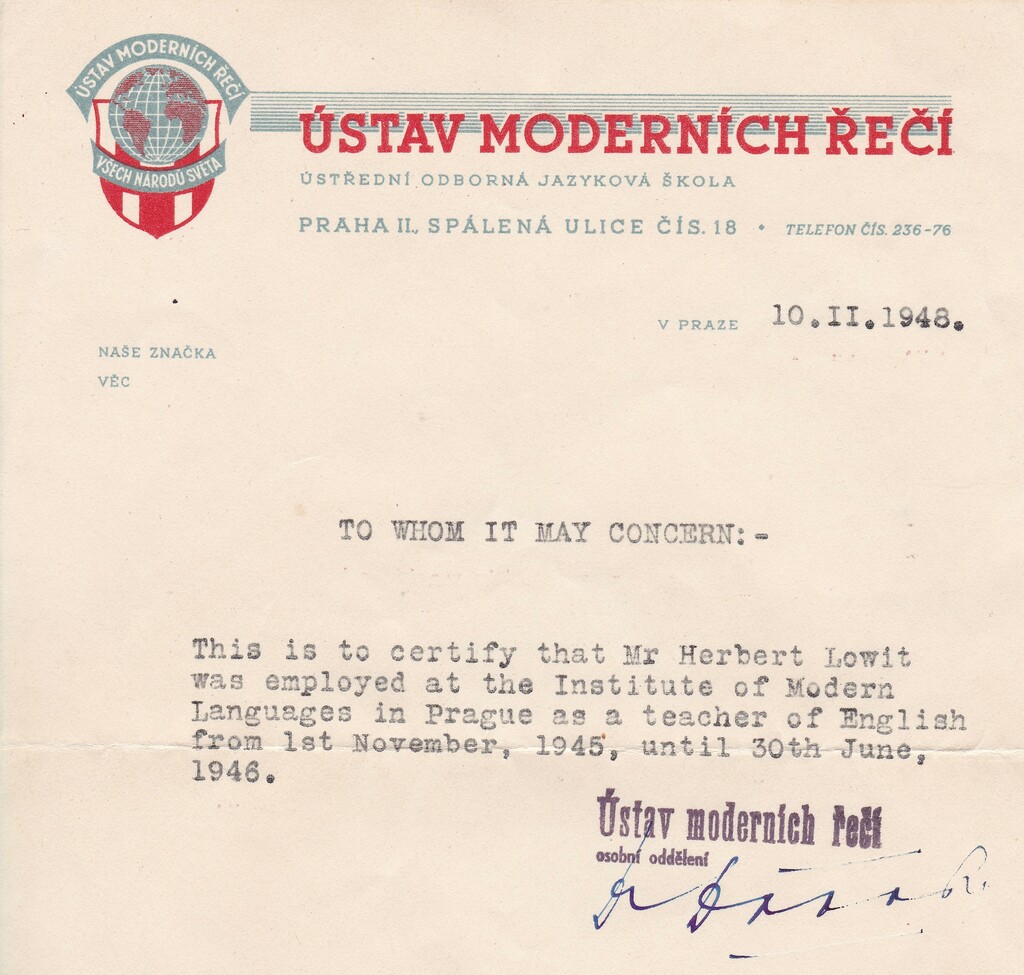 ÚSTAV MODERNÍCH ŘEČÍ
VŠECH NÁRODŮ SVĚTA
ÚSTAV MODERNÍCH ŘEČÍ
ÚSTŘEDNÍ ODBORNÁ JAZYKOVÁ ŠKOLA
PRAHA II., SPÁLENÁ ULICE ČÍS. 18 • TELEFON ČÍS. 236-76
V PRAZE 10.II.1948.
NAŠE ZNAČKA
VĚC
TO WHOM IT MAY CONCERN:-
This is to certify that Mr Herbert Lowit
was employed at the Institute of Modern
Languages in Prague as a teacher of English
from 1st November, 1945, until 30th June,
1946.
Ústav moderních řečí
osobní oddělení